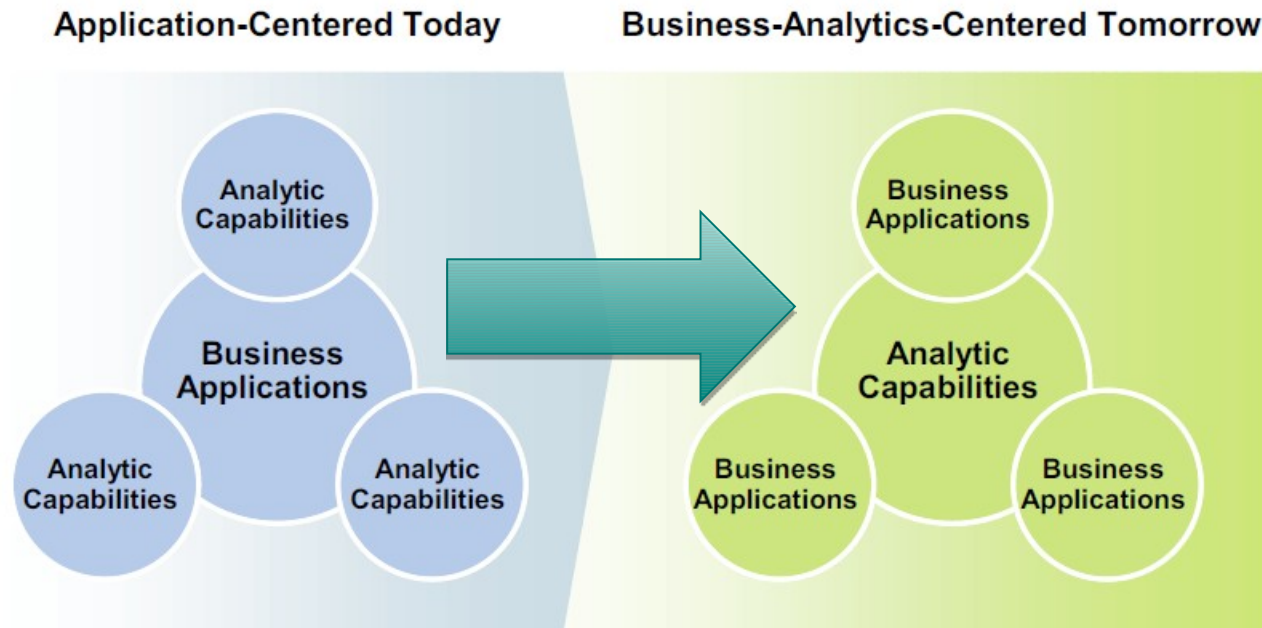 Application-Centered Today
Business-Analytics-Centered Tomorrow
Analytic
Capabilities
Business
Applications
Analytic
Capabilities
Analytic
Capabilities
Business
Applications
Analytic
Capabilities
Business
Applications
Business
Applications